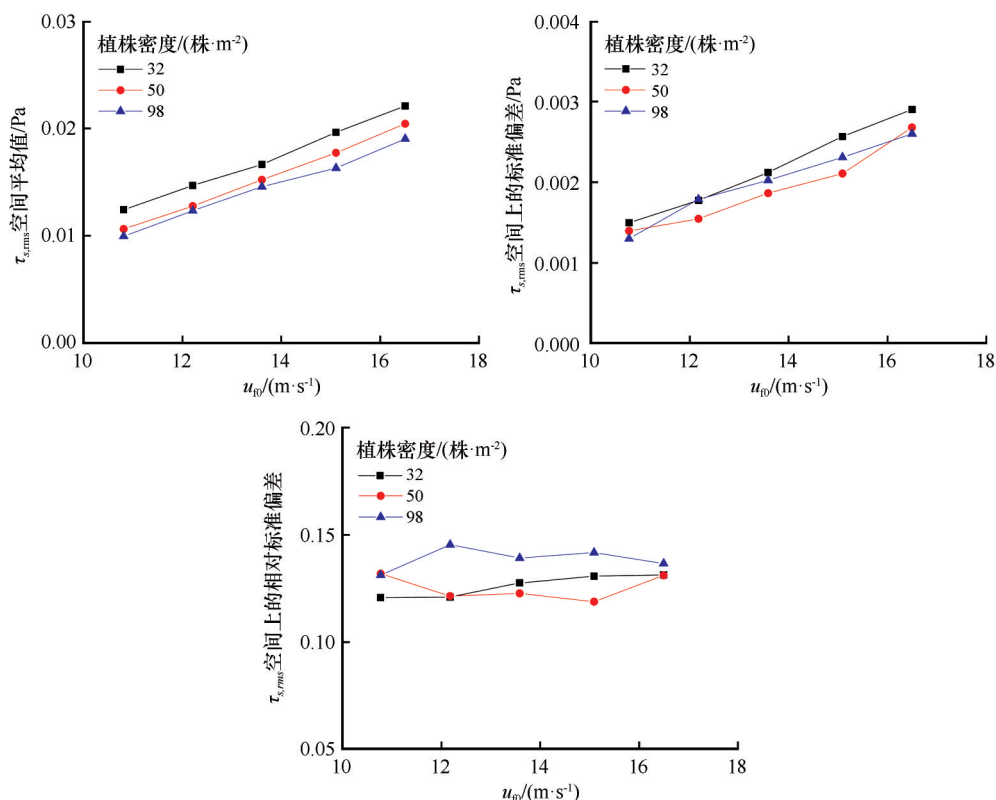 τs,rms空间平均值/Pa
0.03
0.02
0.01
0.00
植株密度/(株·m-2)
32
50
98
10 12 14 16 18
uf0/(m·s-1)
τs,rms空间上的标准偏差/Pa
0.004
0.003
0.002
0.001
0.000
植株密度/(株·m-2)
32
50
98
10 12 14 16 18
uf0/(m·s-1)
τs,rms空间上的相对标准偏差
0.20
0.15
0.10
0.05
植株密度/(株·m-2)
32
50
98
10 12 14 16 18
uf0/(m·s-1)